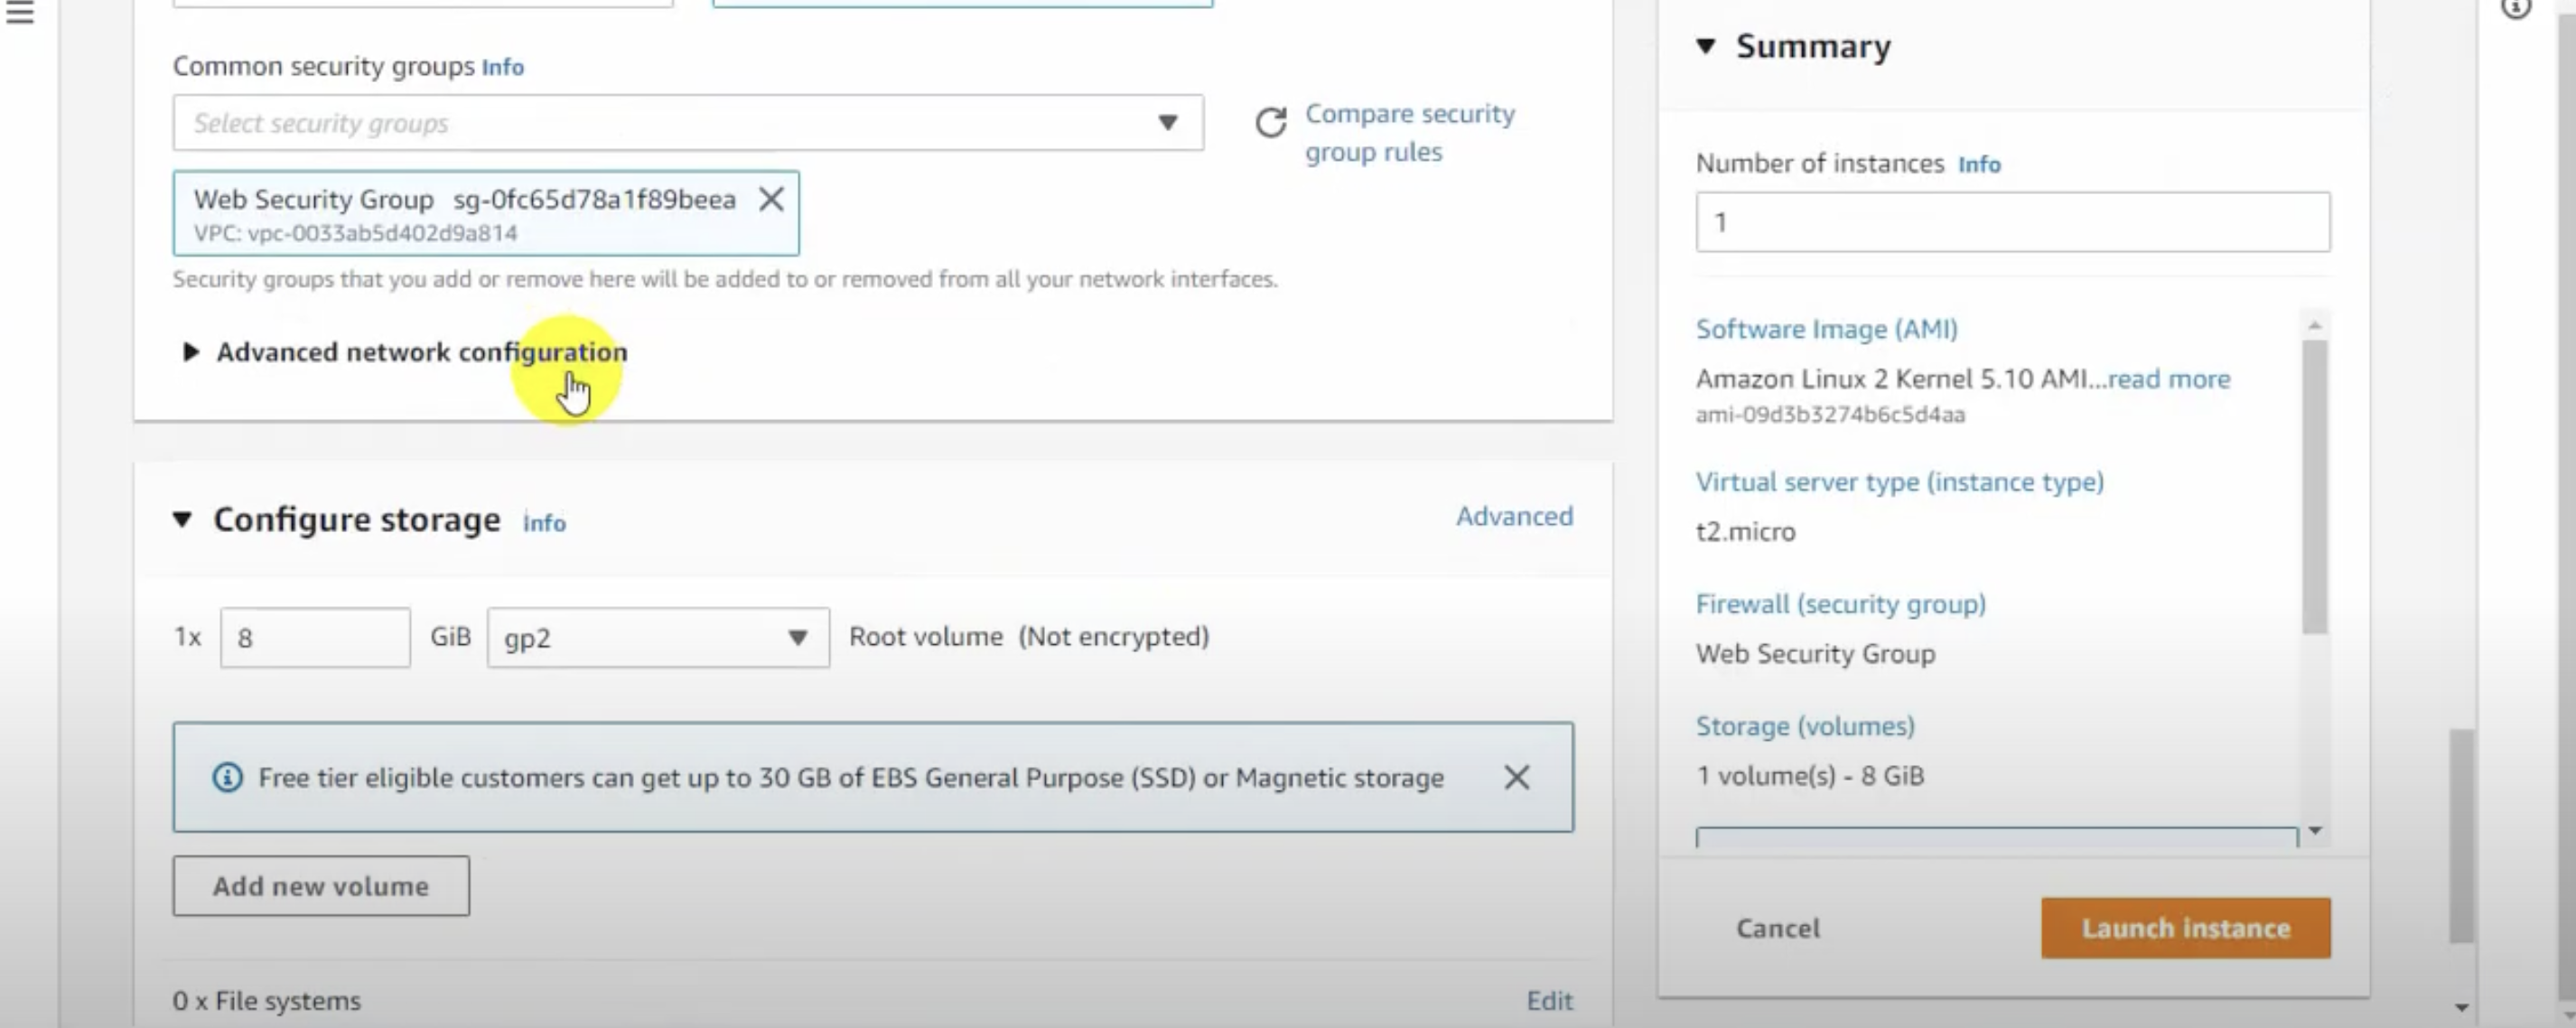 Common security groups Info
Select security groups
Compare security
group rules
Web Security Group sg-0fc65d78a1f89beea
VPC: vpc-0033ab5d402d9a814
Security groups that you add or remove here will be added to or removed from all your network interfaces.
Advanced network configuration
Configure storage Info
Advanced
1x 8 GiB gp2 Root volume (Not encrypted)
Free tier eligible customers can get up to 30 GB of EBS General Purpose (SSD) or Magnetic storage
Add new volume
0 x File systems
Edit
Summary
Number of instances Info
1
Software Image (AMI)
Amazon Linux 2 Kernel 5.10 AMI...read more
ami-09d3b3274b6c5d4aa
Virtual server type (instance type)
t2.micro
Firewall (security group)
Web Security Group
Storage (volumes)
1 volume(s) - 8 GiB
Cancel
Launch instance